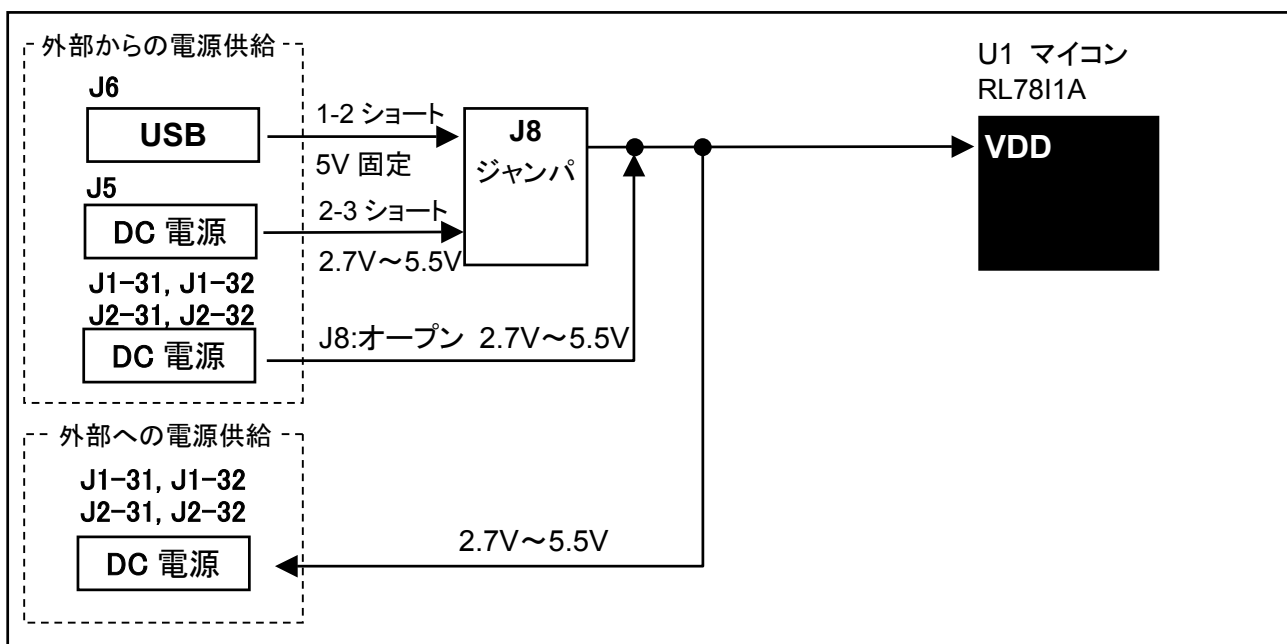 外部からの電源供給
J6
USB
1-2 ショート
5V 固定
J5
DC 電源
2-3 ショート
2.7V～5.5V
J1-31, J1-32
J2-31, J2-32
DC 電源
J8:オープン 2.7V～5.5V
J8
ジャンパ
U1 マイコン
RL78I1A
VDD
外部への電源供給
J1-31, J1-32
J2-31, J2-32
DC 電源
2.7V～5.5V